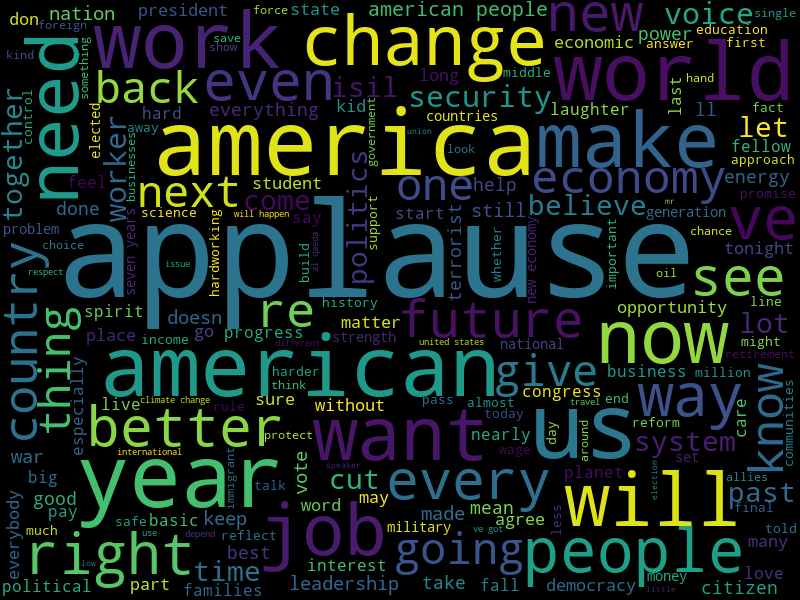 don
nation
president
force
state
american people
new
voice
single
foreign
need
work
save
show
change
economic
power
answer
education
first
kind
something
back
even
isil
long
middle
world
together
control
elected
hard
everything
kid
security
last
hand
businesses
worker
away
america
government
countries
laughter
ll
fact
let
union
make
fellow
look
approach
feel
next
student
politics
one
help
economy
energy
done
science
will happen
come
say
support
start
still
believe
mr
generation
promise
problem
choice
seven years
hardworking
terrorist
ve
chance
tonight
country
respect
issue
applause
build
al qaeda
whether
new economy
important
oil
see
thing
spirit
doesn
re
history
future
opportunity
line
place
income
go
progress
matter
strength
united states
national
now
lot
might
american
different
harder
think
give
business
million
retirement
especially
live
climate change
sure
without
congress
pass
almost
end
travel
way
know
communities
better
rule
protect
want
today
us
reform
care
war
international
year
vote
nearly
wage
day
around
system
set
big
immigrant
talk
speaker
cut
every
mean
planet
election
allies
past
good
everybody
pay
safe
basic
keep
word
may
made
agree
less
will
final
told
much
use
depend
reflect
job
military
ve got
many
right
low
time
best
interest
going
people
political
part
families
leadership
take
fall
democracy
money
little
love
citizen